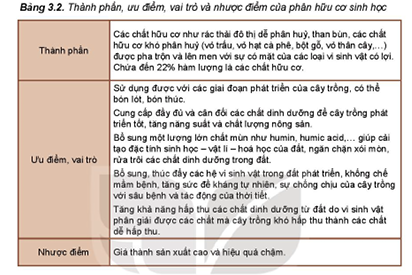 Bảng 3.2. Thành phần, ưu điểm, vai trò và nhược điểm của phân hữu cơ sinh học
Thành phần
Các chất hữu cơ như rác thải đô thị dễ phân huỷ, than bùn, các chất
hữu cơ khó phân huỷ (vỏ trấu, vỏ hạt cà phê, bột gỗ, vỏ thân cây,…)
được pha trộn và lên men với sự có mặt của các loại vi sinh vật có lợi.
Chứa đến 22% hàm lượng là các chất hữu cơ.
Ưu điểm, vai trò
Sử dụng được với các giai đoạn phát triển của cây trồng, có thể
bón lót, bón thúc.
Cung cấp đầy đủ và cân đối các chất dinh dưỡng để cây trồng phát
triển tốt, tăng năng suất và chất lượng nông sản.
Bổ sung một lượng lớn chất mùn như humin, humic acid,… giúp cải
tạo đặc tính sinh học – vật lí – hoá học của đất, ngăn chặn xói mòn,
rửa trôi các chất dinh dưỡng trong đất.
Bổ sung, thúc đẩy các hệ vi sinh vật trong đất phát triển, khống chế
mầm bệnh, tăng sức đề kháng tự nhiên, sự chống chịu của cây trồng
với sâu bệnh và tác động của thời tiết.
Tăng khả năng hấp thu các chất dinh dưỡng từ đất do vi sinh vật
phân giải được các chất mà cây trồng khó hấp thu thành các chất
dễ hấp thu.
Nhược điểm
Giá thành sản xuất cao và hiệu quả chậm.